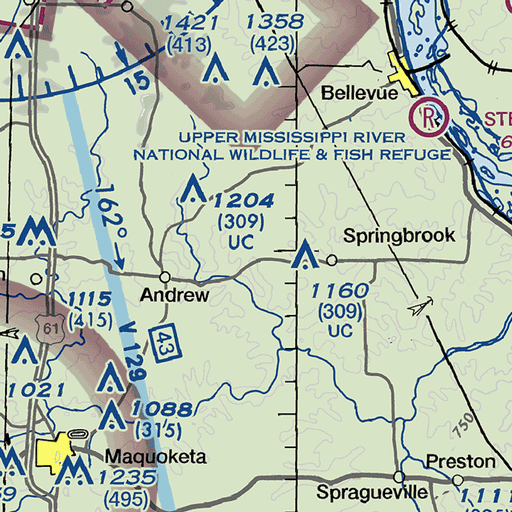 1421
(413)
1358
(423)
15
Bellevue
R
UPPER MISSISSIPPI RIVER
NATIONAL WILDLIFE & FISH REFUGE
162°
1204
(309)
UC
Springbrook
Andrew
1160
(309)
UC
1115
(415)
61
V 129
43
1021
1088
(315)
750
Maquoketa
1235
(495)
Preston
Spragueville